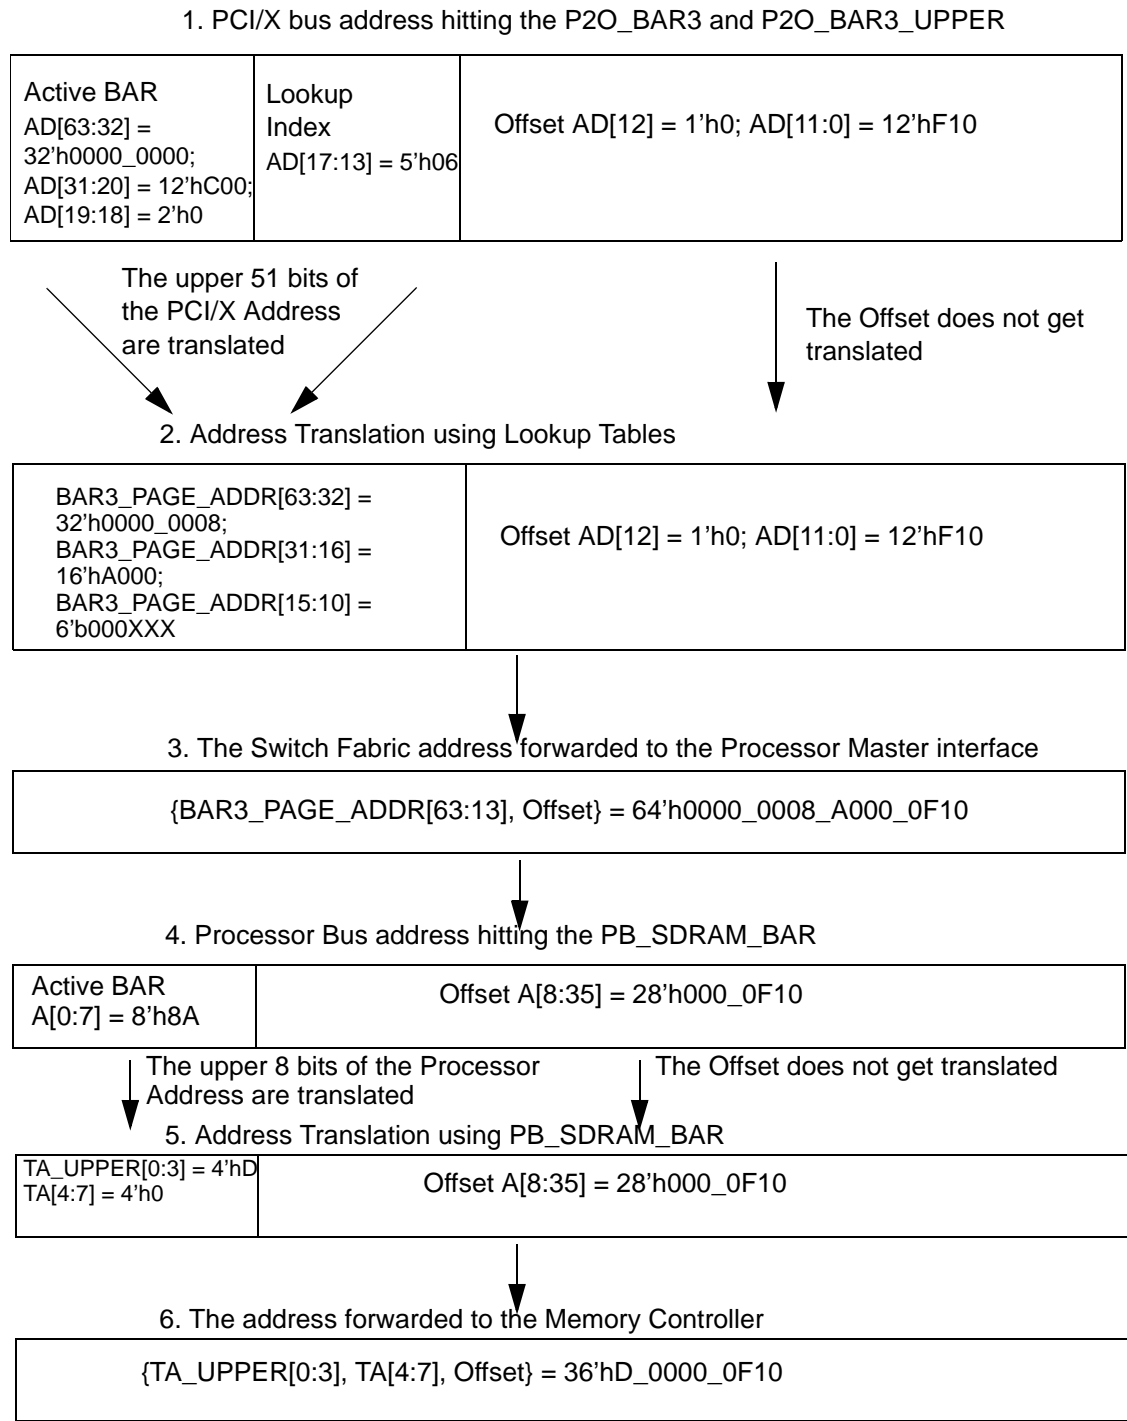 1. PCI/X bus address hitting the P2O_BAR3 and P2O_BAR3_UPPER
Active BAR
AD[63:32] =
32’h0000_0000;
AD[31:20] = 12’hC00;
AD[19:18] = 2’h0
Lookup
Index
AD[17:13] = 5’h06
Offset AD[12] = 1’h0; AD[11:0] = 12’hF10
The upper 51 bits of
the PCI/X Address
are translated
The Offset does not get
translated
2. Address Translation using Lookup Tables
BAR3_PAGE_ADDR[63:32] =
32’h0000_0008;
BAR3_PAGE_ADDR[31:16] =
16’hA000;
BAR3_PAGE_ADDR[15:10] =
6’b000XXX
Offset AD[12] = 1’h0; AD[11:0] = 12’hF10
3. The Switch Fabric address forwarded to the Processor Master interface
{BAR3_PAGE_ADDR[63:13], Offset} = 64’h0000_0008_A000_0F10
4. Processor Bus address hitting the PB_SDRAM_BAR
Active BAR
A[0:7] = 8’h8A
Offset A[8:35] = 28’h000_0F10
The upper 8 bits of the Processor
Address are translated
The Offset does not get translated
5. Address Translation using PB_SDRAM_BAR
TA_UPPER[0:3] = 4’hD
TA[4:7] = 4’h0
Offset A[8:35] = 28’h000_0F10
6. The address forwarded to the Memory Controller
{TA_UPPER[0:3], TA[4:7], Offset} = 36’hD_0000_0F10